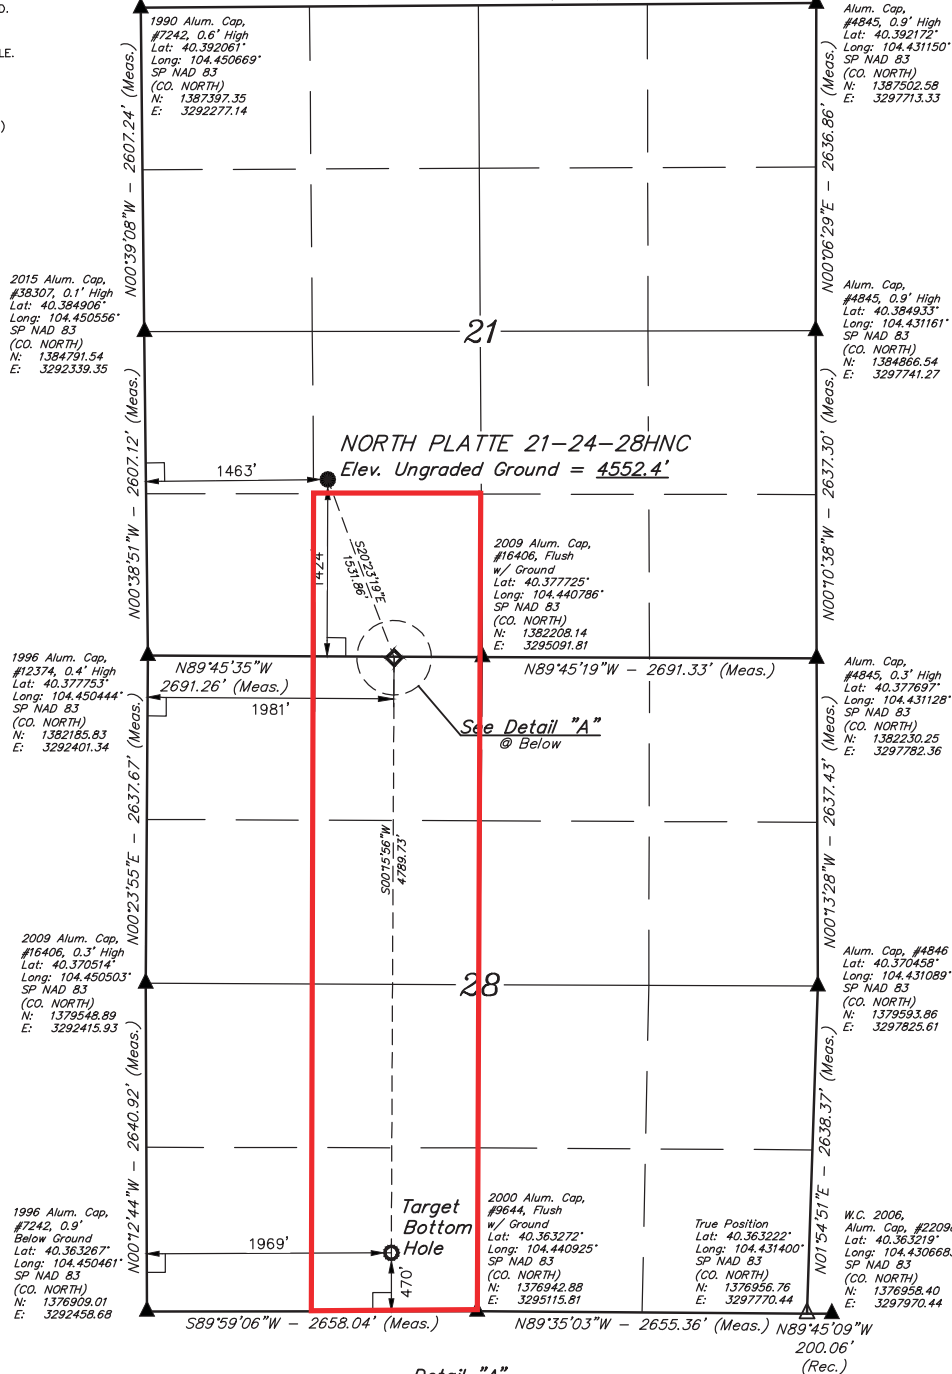 O.
LE.
)
1990 Alum. Cap,
#7242, 0.6' High
Lat: 40.392061°
Long: 104.450669°
SP NAD 83
(CO. NORTH)
N: 1387397.35
E: 3292277.14
Alum. Cap,
#4845, 0.9' High
Lat: 40.392172°
Long: 104.431150°
SP NAD 83
(CO. NORTH)
N: 1387502.58
E: 3297713.33
N00°39'08"W - 2607.24' (Meas.)
N00°06'29"E - 2636.86' (Meas.)
2015 Alum. Cap,
#38307, 0.1' High
Lat: 40.384906°
Long: 104.450556°
SP NAD 83
(CO. NORTH)
N: 1384791.54
E: 3292339.35
21
Alum. Cap,
#4845, 0.9' High
Lat: 40.384933°
Long: 104.431161°
SP NAD 83
(CO. NORTH)
N: 1384866.54
E: 3297741.27
N00°38'51"W - 2607.12' (Meas.)
N00°10'38"W - 2637.30' (Meas.)
NORTH PLATTE 21-24-28HNC
Elev. Ungraded Ground = 4552.4'
1463'
1424'
S20°23'19"E
1531.86'
2009 Alum. Cap,
#16406, Flush
w/ Ground
Lat: 40.377725°
Long: 104.440786°
SP NAD 83
(CO. NORTH)
N: 1382208.14
E: 3295091.81
1996 Alum. Cap,
#12374, 0.4' High
Lat: 40.377753°
Long: 104.450444°
SP NAD 83
(CO. NORTH)
N: 1382185.83
E: 3292401.34
N89°45'35"W
2691.26' (Meas.)
1981'
N89°45'19"W - 2691.33' (Meas.)
Alum. Cap,
#4845, 0.3' High
Lat: 40.377697°
Long: 104.431128°
SP NAD 83
(CO. NORTH)
N: 1382230.25
E: 3297782.36
See Detail "A"
@ Below
N00°23'55"E - 2637.67' (Meas.)
S00°15'56"W
4789.73'
N00°13'28"W - 2637.43' (Meas.)
2009 Alum. Cap,
#16406, 0.3' High
Lat: 40.370514°
Long: 104.450503°
SP NAD 83
(CO. NORTH)
N: 1379548.89
E: 3292415.93
28
Alum. Cap, #4846
Lat: 40.370458°
Long: 104.431089°
SP NAD 83
(CO. NORTH)
N: 1379593.86
E: 3297825.61
N00°12'44"W - 2640.92' (Meas.)
N01°54'51"E - 2638.37' (Meas.)
1996 Alum. Cap,
#7242, 0.9'
Below Ground
Lat: 40.363267°
Long: 104.450461°
SP NAD 83
(CO. NORTH)
N: 1376909.01
E: 3292458.68
1969'
Target
Bottom
Hole
470'
2000 Alum. Cap,
#9644, Flush
w/ Ground
Lat: 40.363272°
Long: 104.440925°
SP NAD 83
(CO. NORTH)
N: 1376942.88
E: 3295115.81
True Position
Lat: 40.363222°
Long: 104.431400°
SP NAD 83
(CO. NORTH)
N: 1376956.76
E: 3297770.44
W.C. 2006,
Alum. Cap, #22098
Lat: 40.363219°
Long: 104.430668
SP NAD 83
(CO. NORTH)
N: 1376958.40
E: 3297970.44
S89°59'06"W - 2658.04' (Meas.)
N89°35'03"W - 2655.36' (Meas.)
N89°45'09"W
200.06'
(Rec.)
Detail "A"